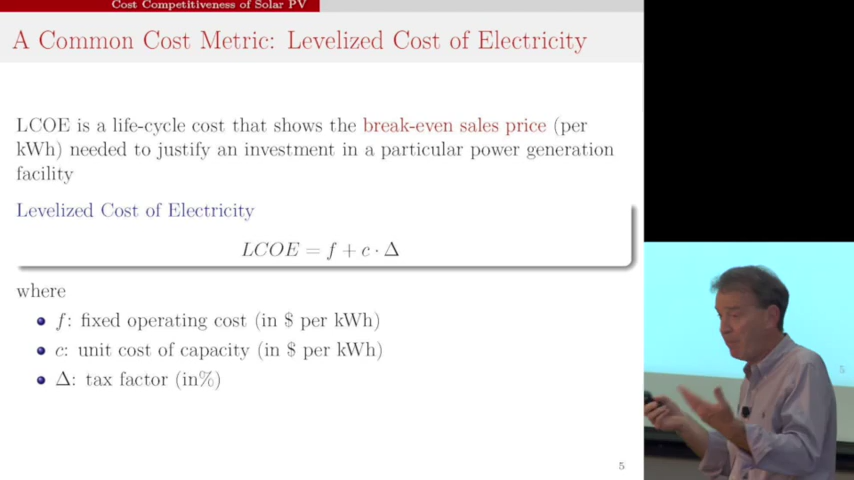 Cost Competitiveness of Solar PV
A Common Cost Metric: Levelized Cost of Electricity
LCOE is a life-cycle cost that shows the break-even sales price (per
kWh) needed to justify an investment in a particular power generation
facility
Levelized Cost of Electricity
LCOE = f + c · Δ
where
f: fixed operating cost (in $ per kWh)
c: unit cost of capacity (in $ per kWh)
Δ: tax factor (in%)
5
5